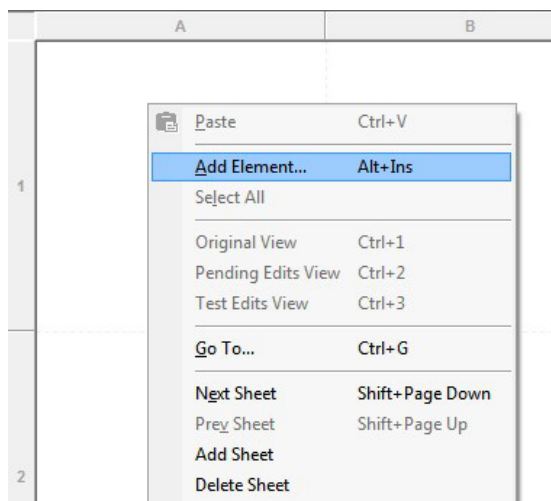 A B
1
Paste Ctrl+V
Add Element... Alt+Ins
Select All
Original View Ctrl+1
Pending Edits View Ctrl+2
Test Edits View Ctrl+3
Go To... Ctrl+G
Next Sheet Shift+Page Down
Prev Sheet Shift+Page Up
Add Sheet
2
Delete Sheet